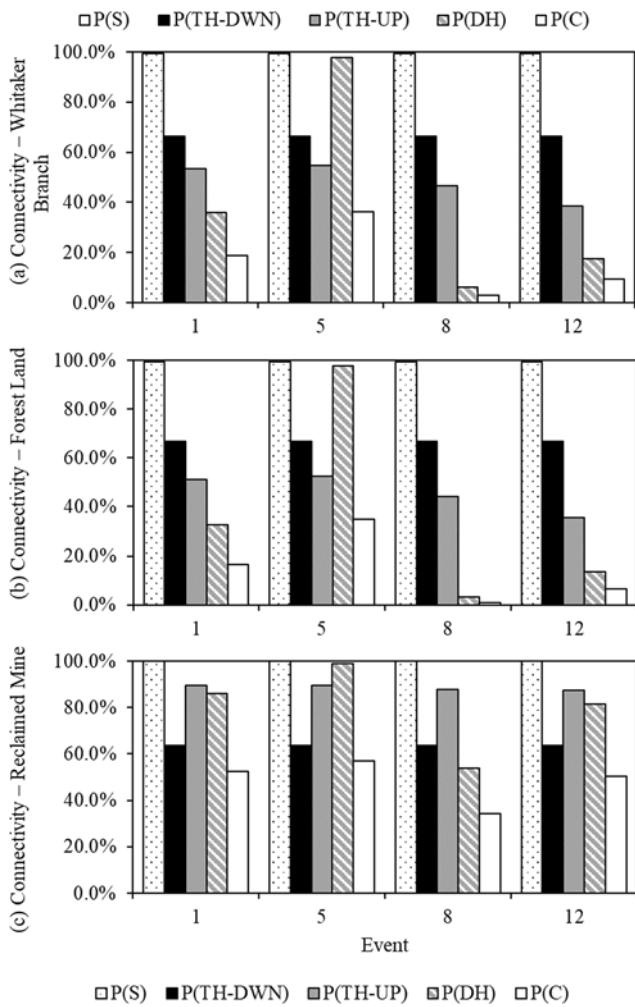 P(S) P(TH-DWN) P(TH-UP) P(DH) P(C)
(a) Connectivity – Whitaker
Branch
100.0%
80.0%
60.0%
40.0%
20.0%
0.0%
1 5 8 12
(b) Connectivity – Forest Land
100.0%
80.0%
60.0%
40.0%
20.0%
0.0%
1 5 8 12
(c) Connectivity – Reclaimed Mine
100.0%
80.0%
60.0%
40.0%
20.0%
0.0%
1 5 8 12
Event
P(S) P(TH-DWN) P(TH-UP) P(DH) P(C)